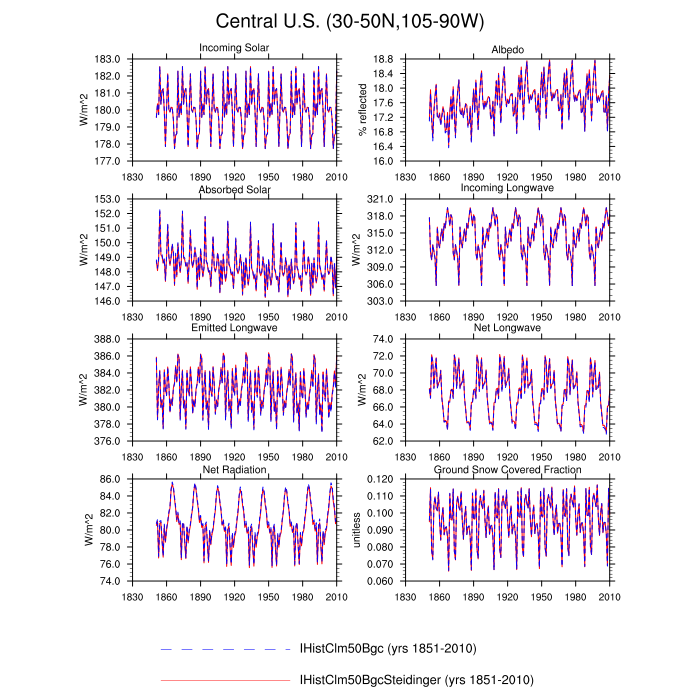 Central U.S. (30-50N,105-90W)
Incoming Solar
W/m^2
183.0
182.0
181.0
180.0
179.0
178.0
177.0
1830 1860 1890 1920 1950 1980 2010
Albedo
% reflected
18.8
18.4
18.0
17.6
17.2
16.8
16.4
16.0
1830 1860 1890 1920 1950 1980 2010
Absorbed Solar
W/m^2
153.0
152.0
151.0
150.0
149.0
148.0
147.0
146.0
1830 1860 1890 1920 1950 1980 2010
Incoming Longwave
W/m^2
321.0
318.0
315.0
312.0
309.0
306.0
303.0
1830 1860 1890 1920 1950 1980 2010
Emitted Longwave
W/m^2
388.0
386.0
384.0
382.0
380.0
378.0
376.0
1830 1860 1890 1920 1950 1980 2010
Net Longwave
W/m^2
74.0
72.0
70.0
68.0
66.0
64.0
62.0
1830 1860 1890 1920 1950 1980 2010
Net Radiation
W/m^2
86.0
84.0
82.0
80.0
78.0
76.0
74.0
1830 1860 1890 1920 1950 1980 2010
Ground Snow Covered Fraction
unitless
0.120
0.110
0.100
0.090
0.080
0.070
0.060
1830 1860 1890 1920 1950 1980 2010
IHistClm50Bgc (yrs 1851-2010)
IHistClm50BgcSteidinger (yrs 1851-2010)